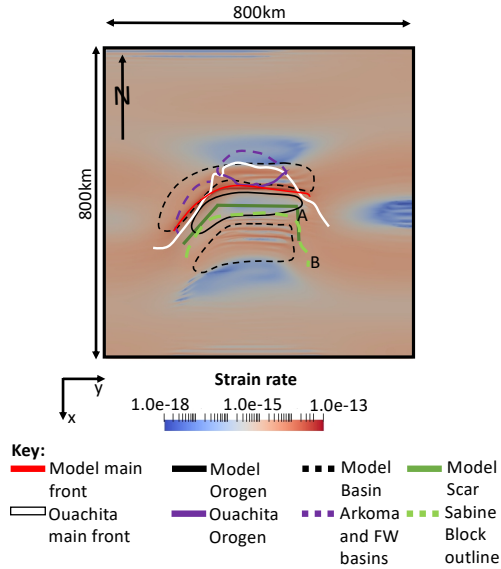 800km
N
800km
A
B
y
x
Strain rate
1.0e-18 1.0e-15 1.0e-13
Key:
Model main front
Model Orogen
Model Basin
Model Scar
Ouachita main front
Ouachita Orogen
Arkoma and FW basins
Sabine Block outline